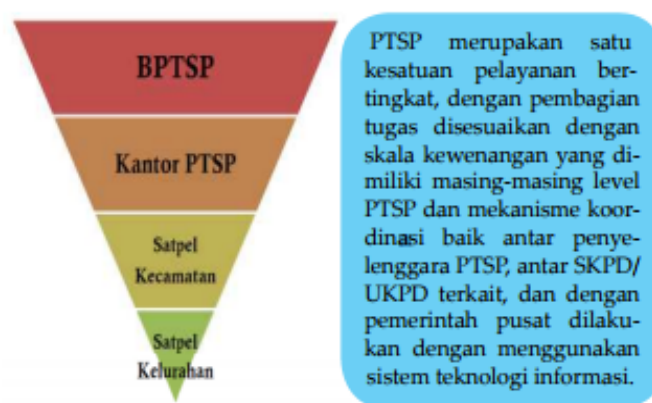 BPTSP
Kantor PTSP
Satpel
Kecamatan
Satpel
Kelurahan
PTSP merupakan satu
kesatuan pelayanan ber-
tingkat, dengan pembagian
tugas disesuaikan dengan
skala kewenangan yang di-
miliki masing-masing level
PTSP dan mekanisme koor-
dinasi baik antar penye-
lenggara PTSP, antar SKPD/
UKPD terkait, dan dengan
pemerintah pusat dilaku-
kan dengan menggunakan
sistem teknologi informasi.